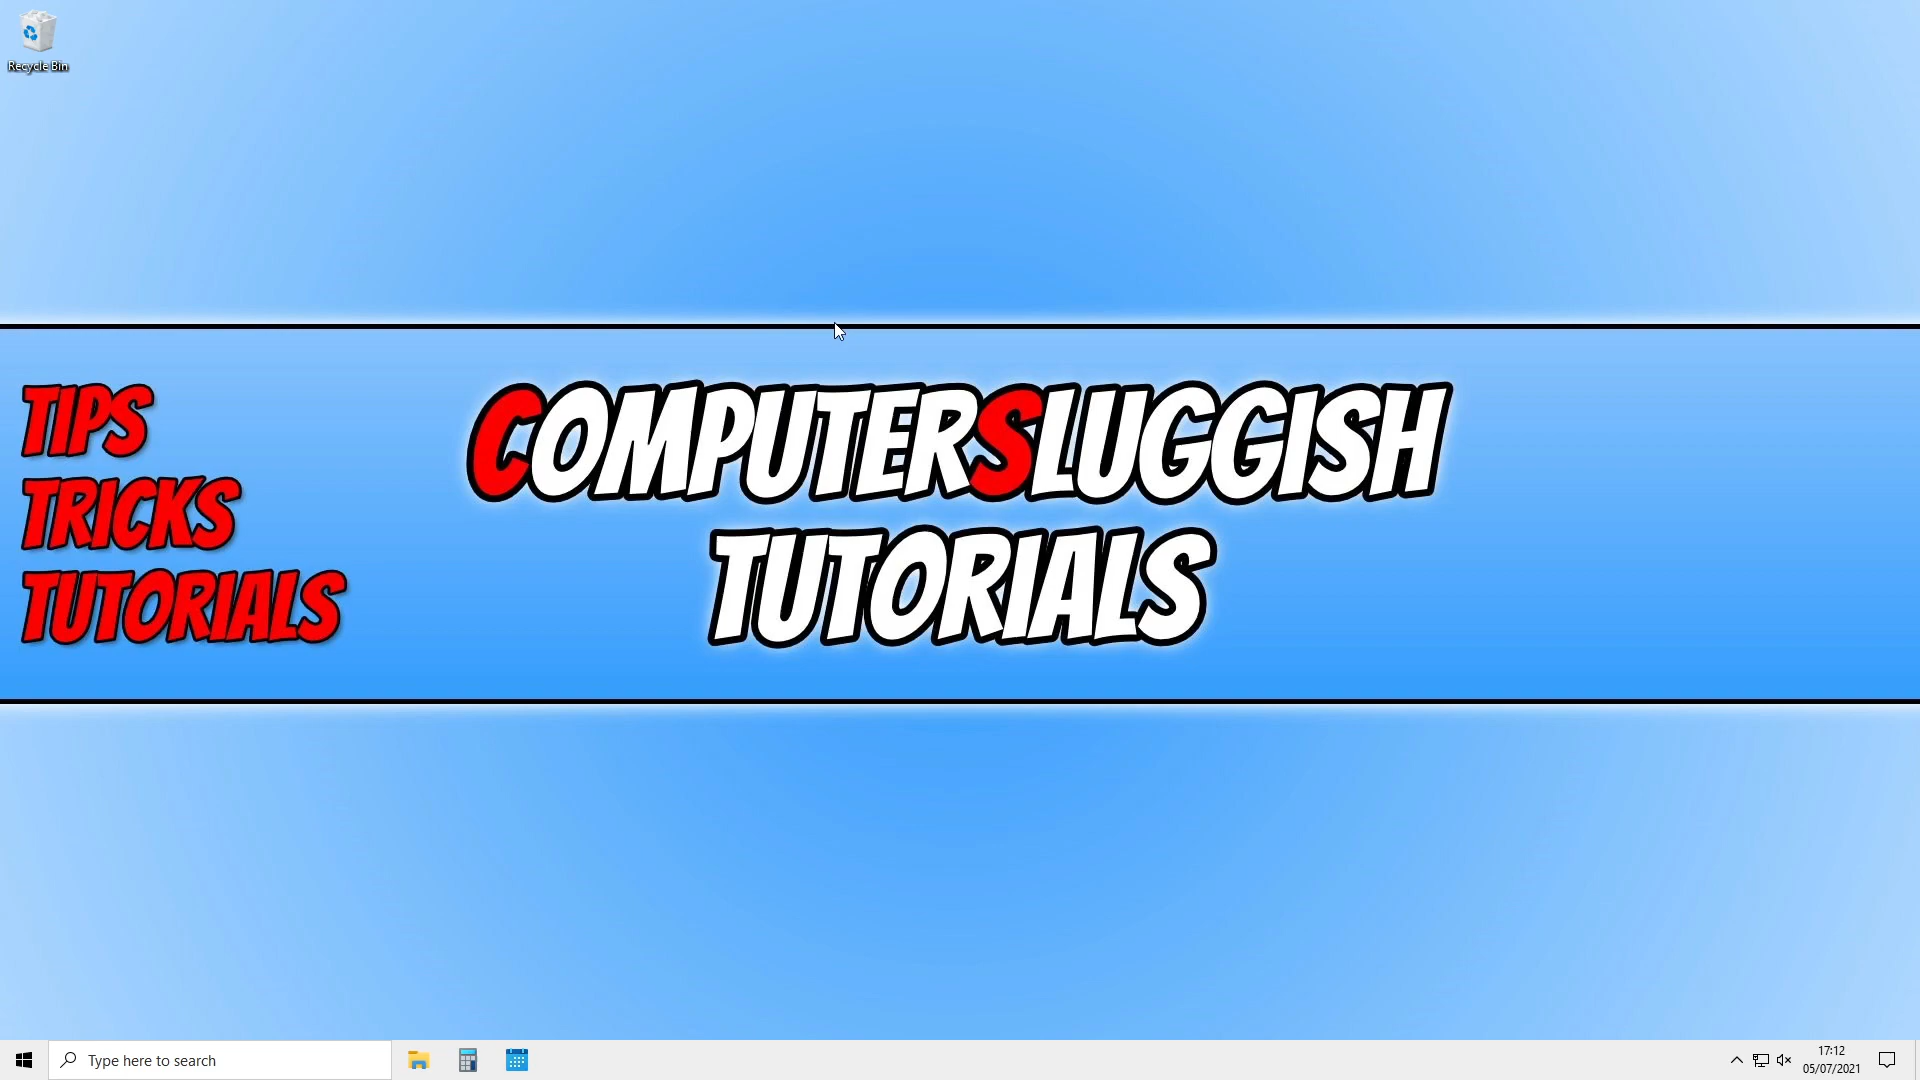 Recycle Bin
TIPS
TRICKS
TUTORIALS
COMPUTERSLUGGISH
TUTORIALS
Type here to search
17:12
05/07/2021